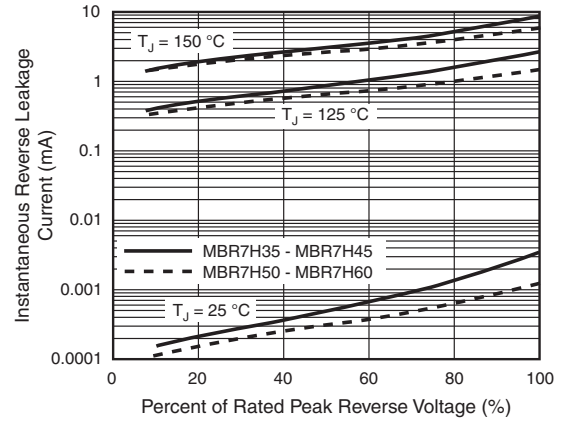 Instantaneous Reverse Leakage
Current (mA)
10
1
0.1
0.01
0.001
0.0001
TJ = 150 °C
TJ = 125 °C
MBR7H35 - MBR7H45
MBR7H50 - MBR7H60
TJ = 25 °C
0
20
40
60
80
100
Percent of Rated Peak Reverse Voltage (%)